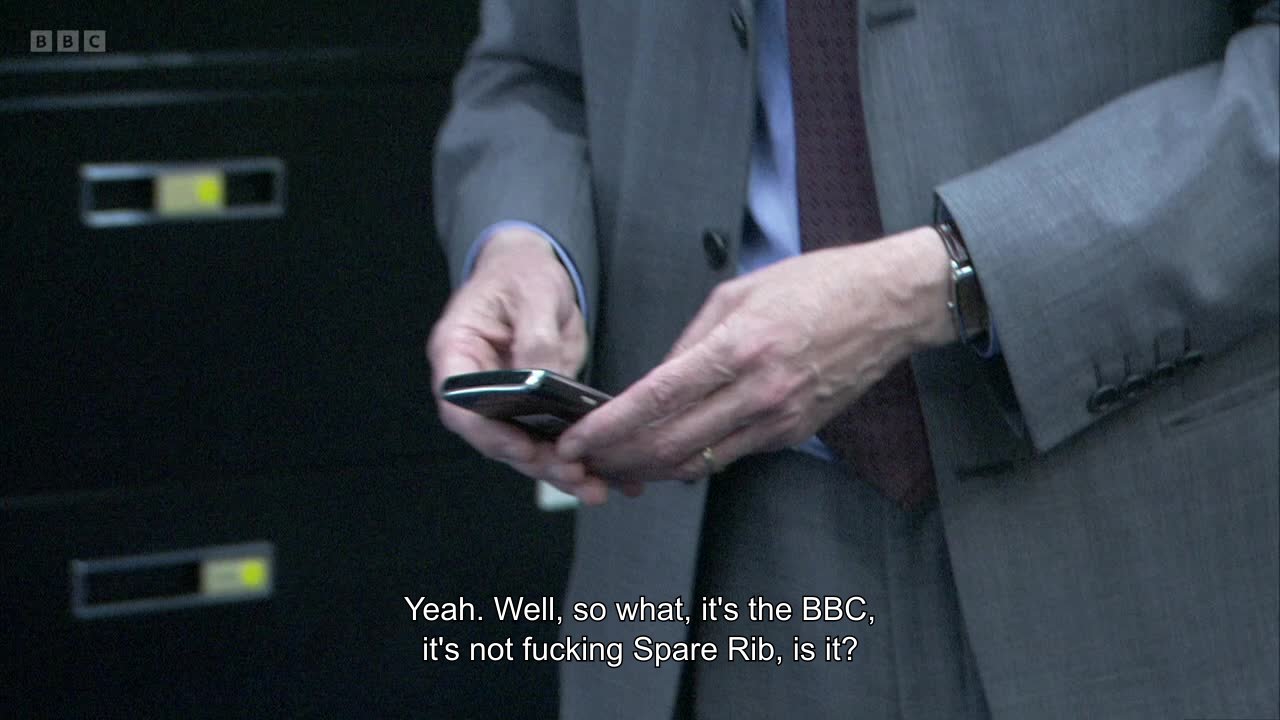 BBC
Yeah. Well, so what, it's the BBC,
it's not fucking Spare Rib, is it?